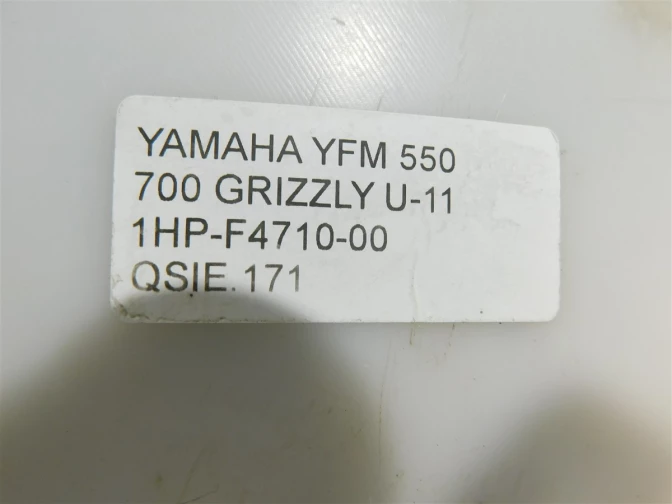 YAMAHA YFM 550
700 GRIZZLY U-11
1HP-F4710-00
QSIE.171